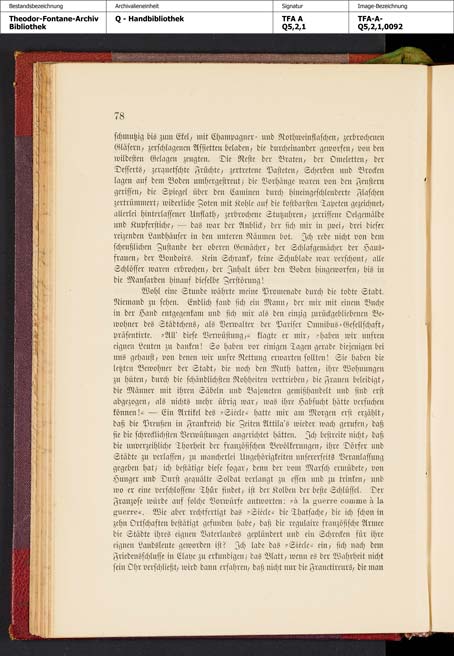 Bestandsbezeichnung Archivalieneinheit Signatur Image-Bezeichnung
Theodor-Fontane-Archiv Q - Handbibliothek TFA A TFA-A-
Bibliothek Q5,2,1 Q5,2,1,0092
78
schmutzig bis zum Ekel, mit Champagner- und Rothweinflaschen, zerbrochenen
Gläsern, zerschlagenen Assietten beladen, die durcheinander geworfen, von den
wildesten Gelagen zeugten. Die Reste der Braten, der Omeletten, der
Desserts, zerquetschte Früchte, zertretene Pasteten, Scherben und Brocken
lagen auf dem Boden umhergestreut; die Vorhänge waren von den Fenstern
gerissen, die Spiegel über den Caminen durch hineingeschleuderte Flaschen
zertrümmert; widerliche Zoten mit Kohle auf die kostbarsten Tapeten gezeichnet,
allerlei hinterlassener Unflath, zerbrochene Stutzuhren, zerrissene Oelgemälde
und Kupferstiche, — das war der Anblick, der sich mir in zwei, drei dieser
reizenden Landhäuser in den unteren Räumen bot. Ich rede nicht von dem
scheußlichen Zustande der oberen Gemächer, der Schlafgemächer der Haus-
frauen, der Boudoirs. Kein Schrank, keine Schublade war verschont, alle
Schlösser waren erbrochen, der Inhalt über den Boden hingeworfen, bis in
die Mansarden hinauf dieselbe Zerstörung!
Wohl eine Stunde währte meine Promenade durch die todte Stadt.
Niemand zu sehen. Endlich fand sich ein Mann, der mir mit einem Buche
in der Hand entgegenkam und sich mir als den einzig zurückgebliebenen Be-
wohner des Städtchens, als Verwalter der Pariser Omnibus-Gesellschaft,
präsentirte. »All' diese Verwüstung,« klagte er mir, »haben wir unsren
eignen Leuten zu danken! So haben vor einigen Tagen gerade diejenigen bei
uns gehaust, von denen wir unsre Rettung erwarten sollten! Sie haben die
letzten Bewohner der Stadt, die noch den Muth hatten, ihre Wohnungen
zu hüten, durch die schändlichsten Rohheiten vertrieben, die Frauen beleidigt,
die Männer mit ihren Säbeln und Bajoneten gemißhandelt und sind erst
abgezogen, als nichts mehr übrig war, was ihre Habsucht hätte versuchen
können!« — Ein Artikel des »Siècle« hatte mir am Morgen erst erzählt,
daß die Preußen in Frankreich die Zeiten Attila's wieder wach gerufen, daß
sie die schrecklichsten Verwüstungen angerichtet hätten. Ich bestreite nicht, daß
die unverzeihliche Thorheit der französischen Bevölkerungen, ihre Dörfer und
Städte zu verlassen, zu mancherlei Ungehörigkeiten unsererseits Veranlassung
gegeben hat; ich bestätige diese sogar, denn der vom Marsch ermüdete, von
Hunger und Durst gequälte Soldat verlangt zu essen und zu trinken, und
wo er eine verschlossene Thür findet, ist der Kolben der beste Schlüssel. Der
Franzose würde auf solche Vorwürfe antworten: »à la guerre comme à la
guerre«. Wie aber rechtfertigt das »Siècle« die Thatsache, die ich schon in
zehn Ortschaften bestätigt gefunden habe, daß die regulaire französische Armee
die Städte ihres eignen Vaterlandes geplündert und ein Schrecken für ihre
eignen Landsleute geworden ist? Ich lade das »Siècle« ein, sich nach dem
Friedensschlusse in Claye zu erkundigen; das Blatt, wenn es der Wahrheit nicht
sein Ohr verschließt, wird dann erfahren, daß nicht nur die Franctireurs, die man